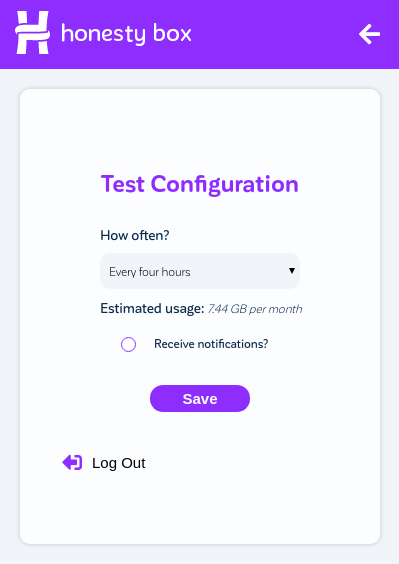 honesty box
Test Configuration
How often?
Every four hours
Estimated usage: 7.44 GB per month
Receive notifications?
Save
Log Out